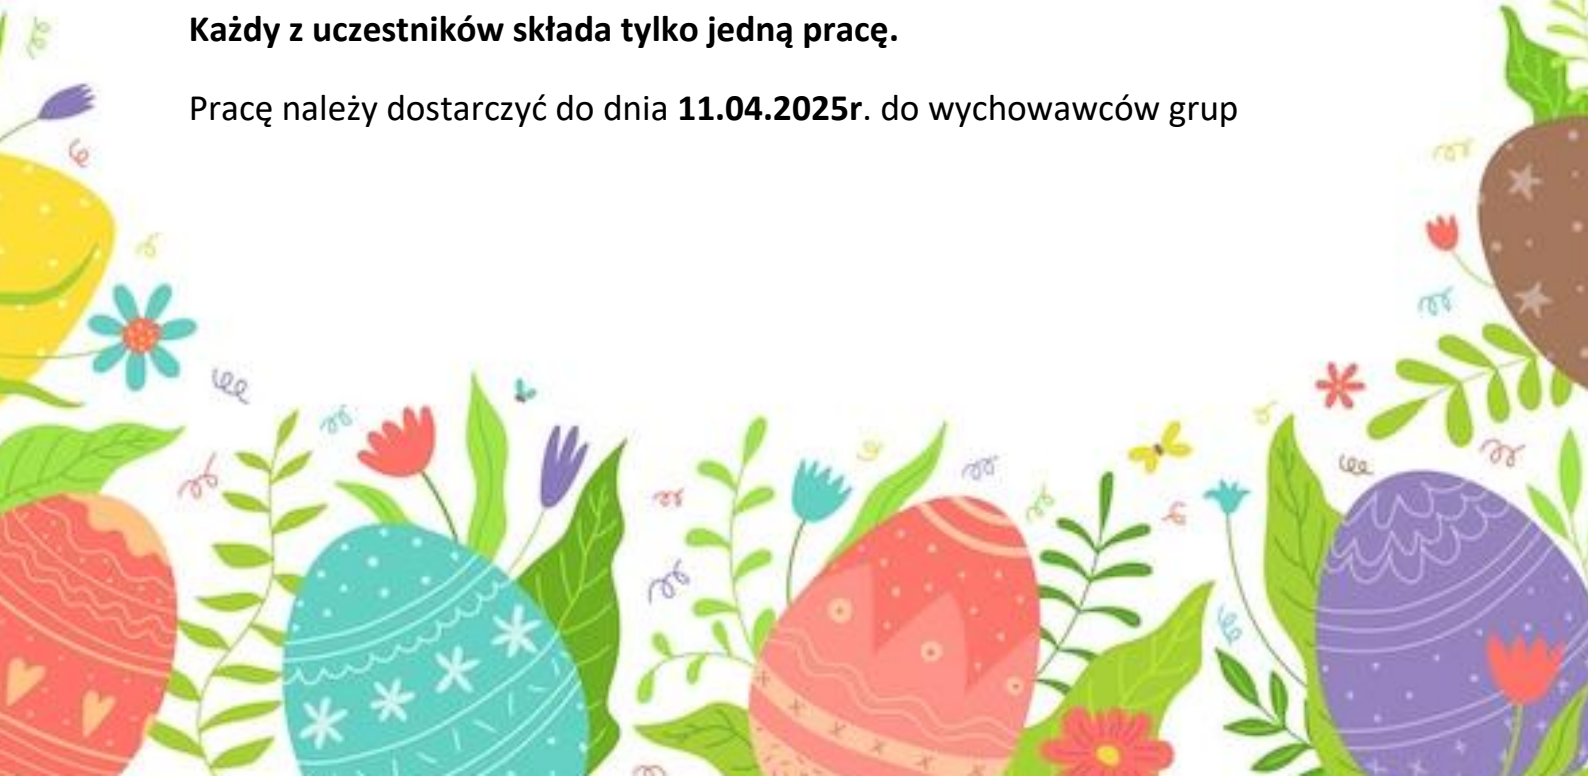 Każdy z uczestników składa tylko jedną pracę.
Pracę należy dostarczyć do dnia 11.04.2025r. do wychowawców grup